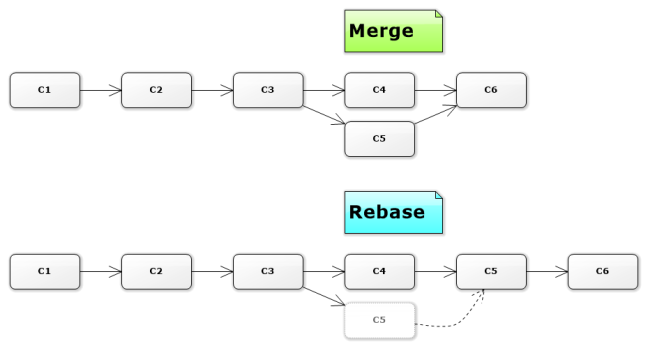 Merge
C1 C2 C3 C4 C6
C5
Rebase
C1 C2 C3 C4 C5 C6
C5